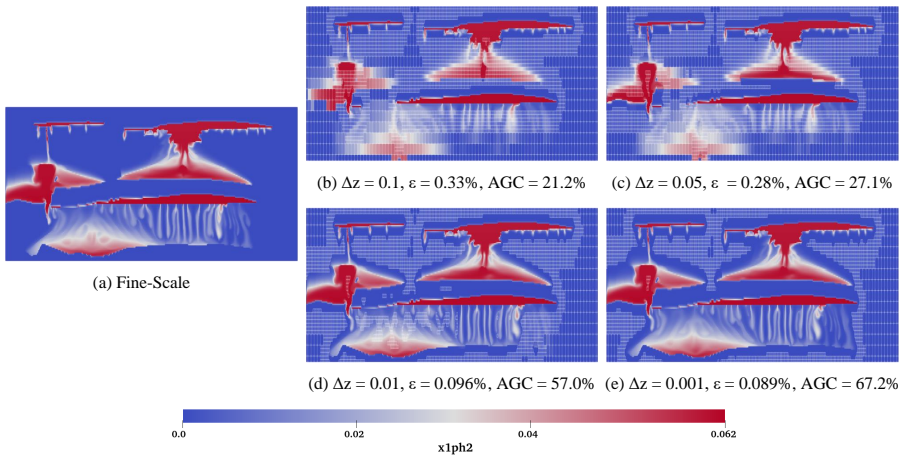 (a) Fine-Scale
(b) Δz = 0.1, ε = 0.33%, AGC = 21.2%
(c) Δz = 0.05, ε = 0.28%, AGC = 27.1%
(d) Δz = 0.01, ε = 0.096%, AGC = 57.0%
(e) Δz = 0.001, ε = 0.089%, AGC = 67.2%
0.0 0.02 0.04 0.062
x1ph2